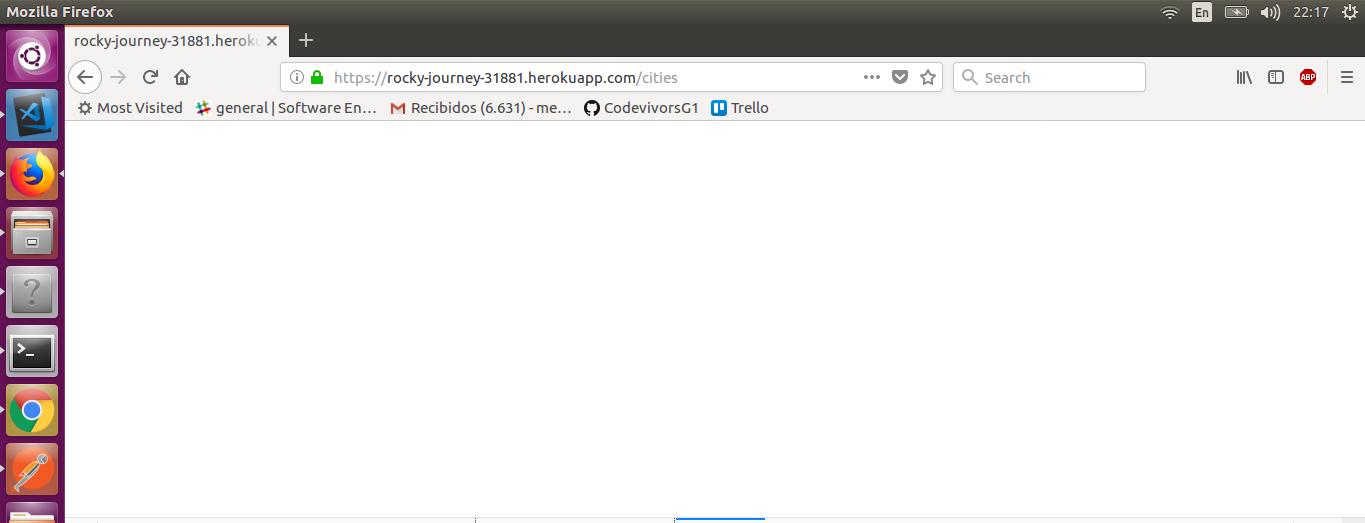 Mozilla Firefox
En
22:17
rocky-journey-31881.heroku
https://rocky-journey-31881.herokuapp.com/cities
Search
ABP
Most Visited
general | Software En...
Recibidos (6.631) - me...
CodevivorsG1
Trello